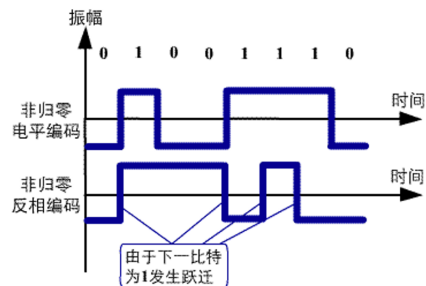 振幅
0 1 0 0 1 1 1 0
非归零
电平编码
时间
非归零
反相编码
时间
由于下一比特
为1发生跃迁